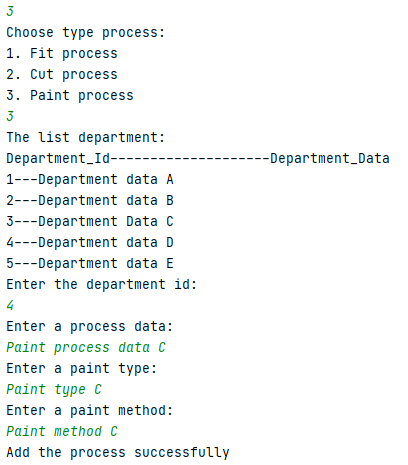 3
Choose type process:
1. Fit process
2. Cut process
3. Paint process
3
The list department:
Department_Id--------------------Department_Data
1---Department data A
2---Department data B
3---Department Data C
4---Department data D
5---Department data E
Enter the department id:
4
Enter a process data:
Paint process data C
Enter a paint type:
Paint type C
Enter a paint method:
Paint method C
Add the process successfully